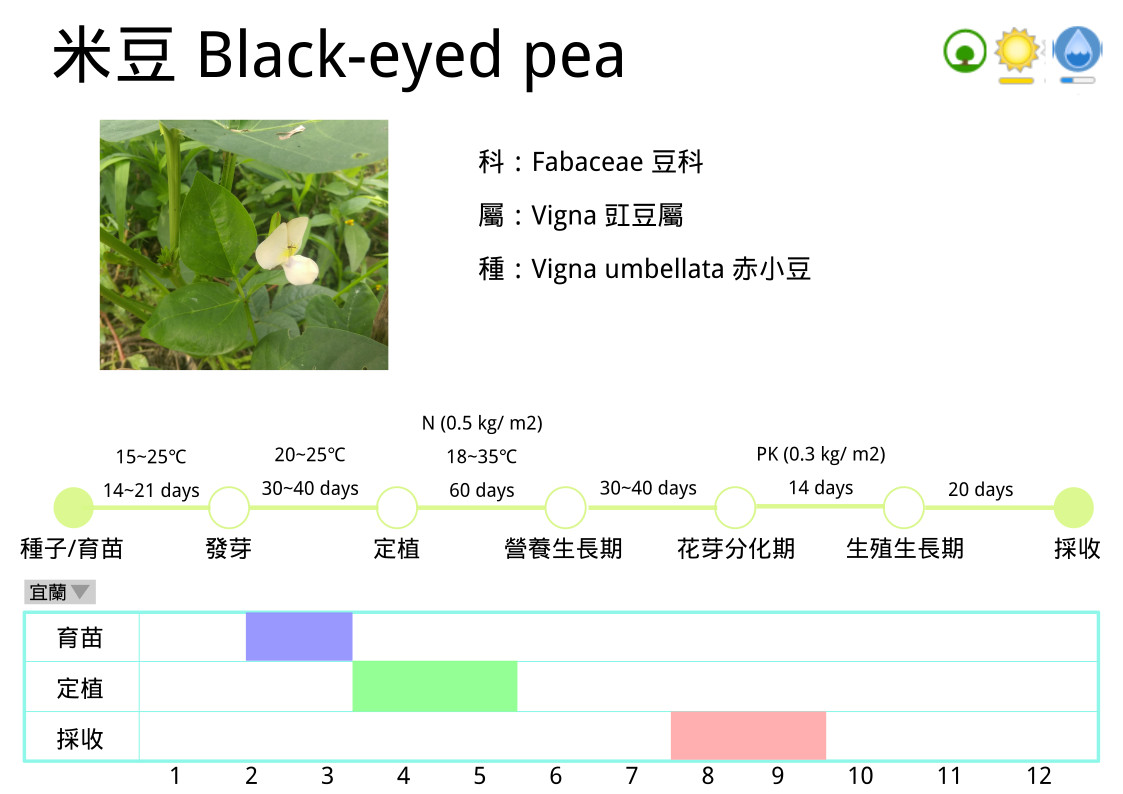 米豆 Black-eyed pea
科：Fabaceae 豆科
屬：Vigna 豇豆屬
種：Vigna umbellata 赤小豆
N (0.5 kg/ m2)
15~25℃ 20~25℃ 18~35℃ PK (0.3 kg/ m2)
14~21 days 30~40 days 60 days 30~40 days 14 days 20 days
種子/育苗 發芽 定植 營養生長期 花芽分化期 生殖生長期 採收
宜蘭
育苗
定植
採收
1 2 3 4 5 6 7 8 9 10 11 12